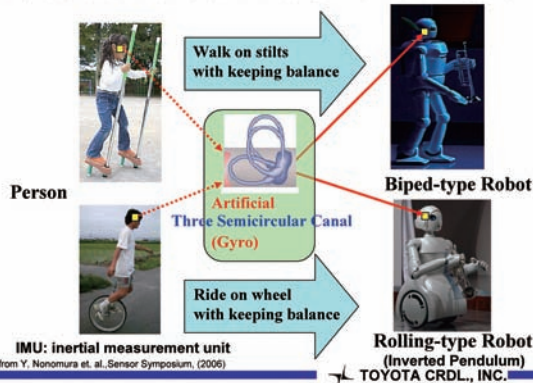 Walk on stilts
with keeping balance
Person
Biped-type Robot
Artificial
Three Semicircular Canal
(Gyro)
Ride on wheel
with keeping balance
Rolling-type Robot
(Inverted Pendulum)
IMU: inertial measurement unit
from Y. Nonomura et. al.,Sensor Symposium, (2006)
TOYOTA CRDL., INC.